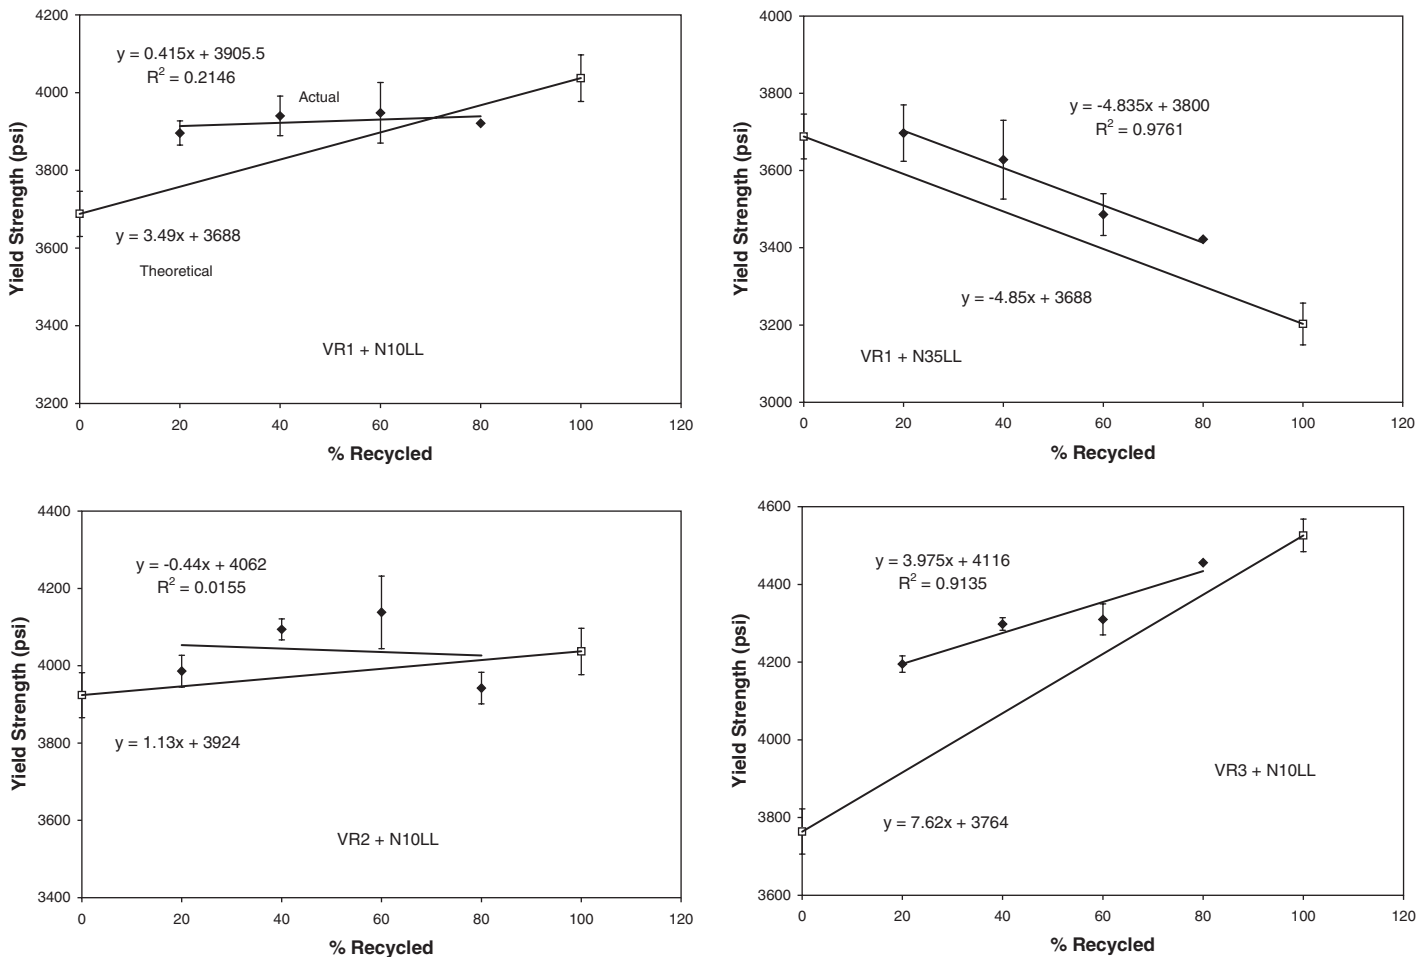 4200
4000
3800
3600
3400
3200
Yield Strength (psi)
y = 0.415x + 3905.5
R² = 0.2146
Actual
y = 3.49x + 3688
Theoretical
VR1 + N10LL
0 20 40 60 80 100 120
% Recycled
4000
3800
3600
3400
3200
3000
Yield Strength (psi)
y = -4.835x + 3800
R² = 0.9761
y = -4.85x + 3688
VR1 + N35LL
0 20 40 60 80 100 120
% Recycled
4400
4200
4000
3800
3600
3400
Yield Strength (psi)
y = -0.44x + 4062
R² = 0.0155
y = 1.13x + 3924
VR2 + N10LL
0 20 40 60 80 100 120
% Recycled
4600
4400
4200
4000
3800
3600
Yield Strength (psi)
y = 3.975x + 4116
R² = 0.9135
VR3 + N10LL
y = 7.62x + 3764
0 20 40 60 80 100 120
% Recycled